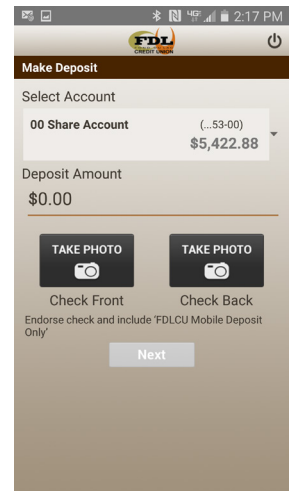 4G 2:17 PM
FDL
CREDIT UNION
Make Deposit
Select Account
00 Share Account (...53-00)
$5,422.88
Deposit Amount
$0.00
TAKE PHOTO TAKE PHOTO
Check Front Check Back
Endorse check and include 'FDLCU Mobile Deposit
Only'
Next